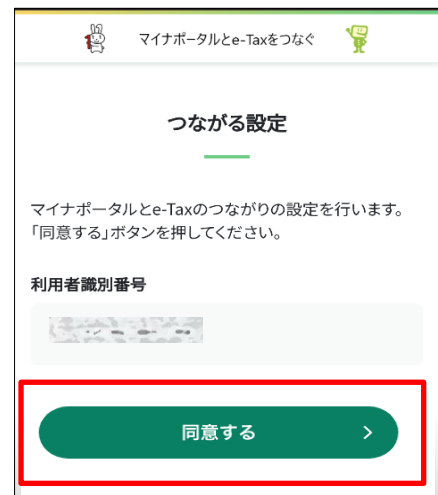 マイナポータルとe-Taxをつなぐ
つながる設定
マイナポータルとe-Taxのつながりの設定を行います。
「同意する」ボタンを押してください。
利用者識別番号
同意する